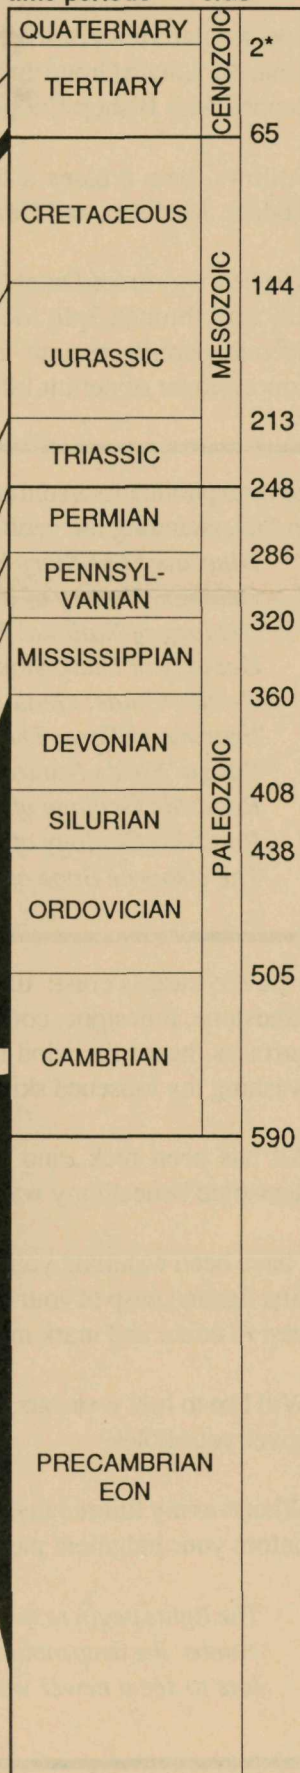 QUATERNARY
CENOZOIC
2*
TERTIARY
65
CRETACEOUS
MESOZOIC
144
JURASSIC
213
TRIASSIC
248
PERMIAN
PALEOZOIC
286
PENNSYL-
VANIAN
320
MISSISSIPPIAN
360
DEVONIAN
408
SILURIAN
438
ORDOVICIAN
505
CAMBRIAN
590
PRECAMBRIAN
EON